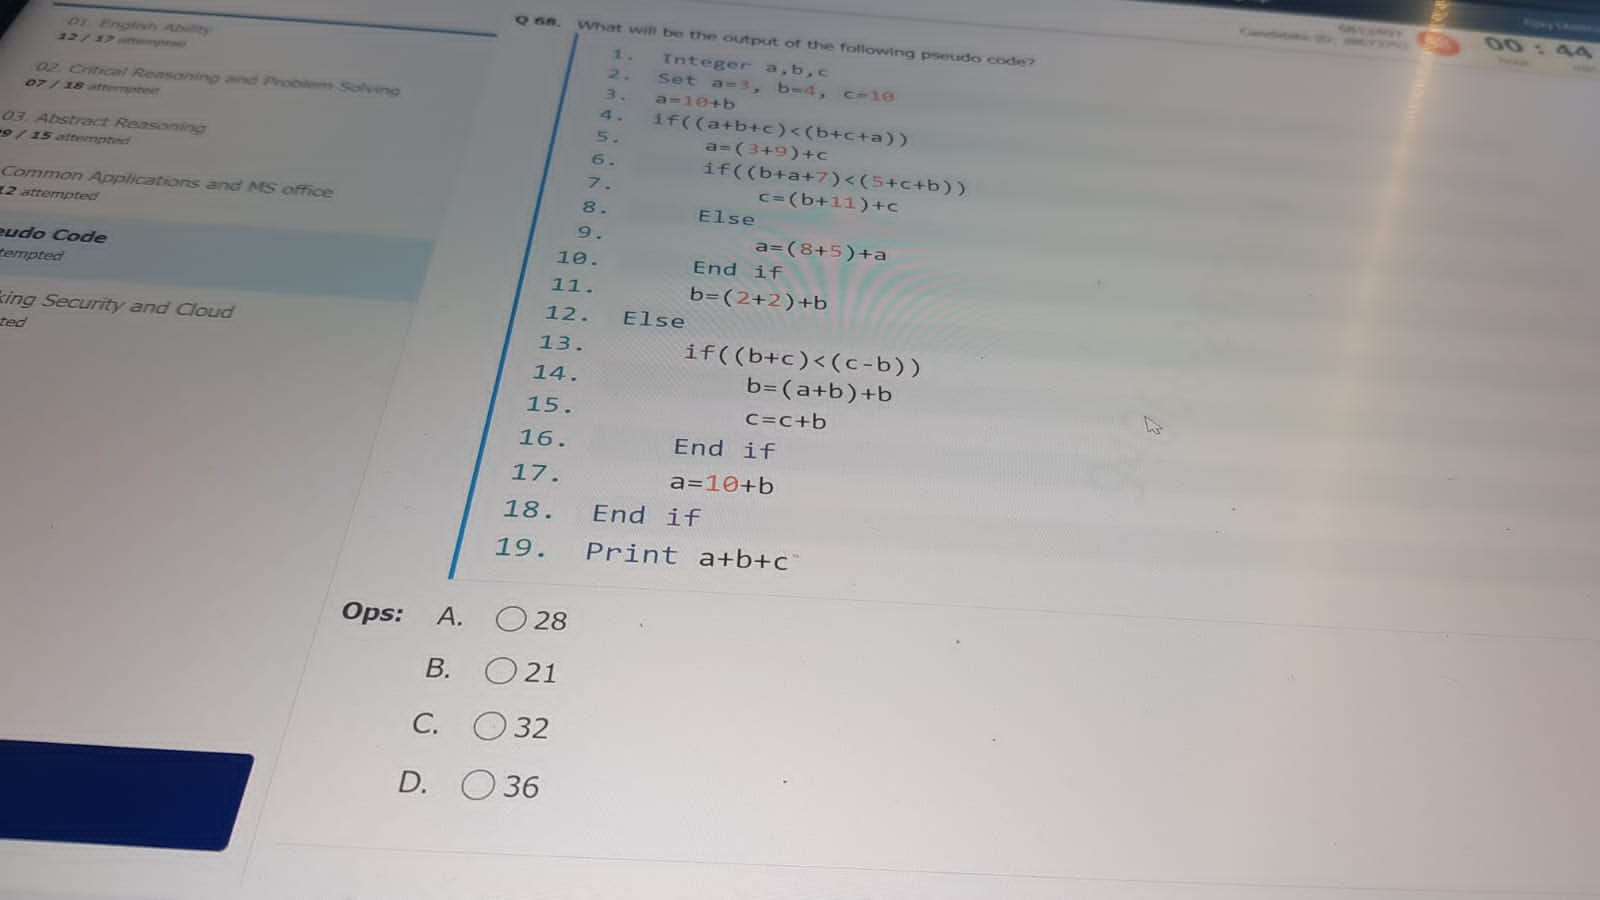 01. English Ability
12 / 17 attempted
02. Critical Reasoning and Problem Solving
07 / 18 attempted
03. Abstract Reasoning
9 / 15 attempted
Common Applications and MS office
12 attempted
eudo Code
tempted
king Security and Cloud
ted
Q 68. What will be the output of the following pseudo code?
1. Integer a,b,c
2. Set a=3, b=4, c=10
3. a=10+b
4. if((a+b+c)<(b+c+a))
5. a=(3+9)+c
6. if((b+a+7)<(5+c+b))
7. c=(b+11)+c
8. Else
9. a=(8+5)+a
10. End if
11. b=(2+2)+b
12. Else
13. if((b+c)<(c-b))
14. b=(a+b)+b
15. c=c+b
16. End if
17. a=10+b
18. End if
19. Print a+b+c
Ops: A. 28
B. 21
C. 32
D. 36
Candidate ID:
00 : 44
hour